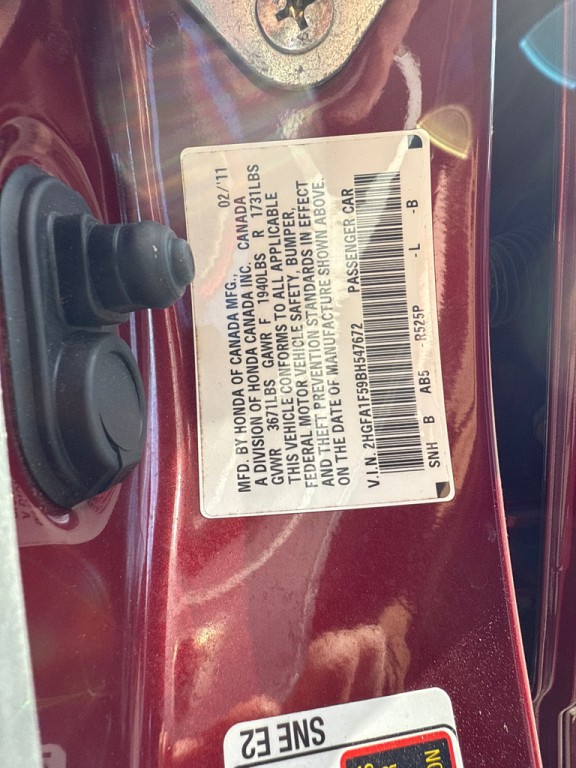 MFD. BY HONDA OF CANADA MFG., 02/'11
A DIVISION OF HONDA CANADA INC. CANADA
GVWR 3671LBS GAWR F 1940LBS R 1731LBS
THIS VEHICLE CONFORMS TO ALL APPLICABLE
FEDERAL MOTOR VEHICLE SAFETY, BUMPER,
AND THEFT PREVENTION STANDARDS IN EFFECT
ON THE DATE OF MANUFACTURE SHOWN ABOVE.
V.I.N. 2HGFA1F59BH547672 PASSENGER CAR
SNH B AB5 -R525P -L -B
SNE E2